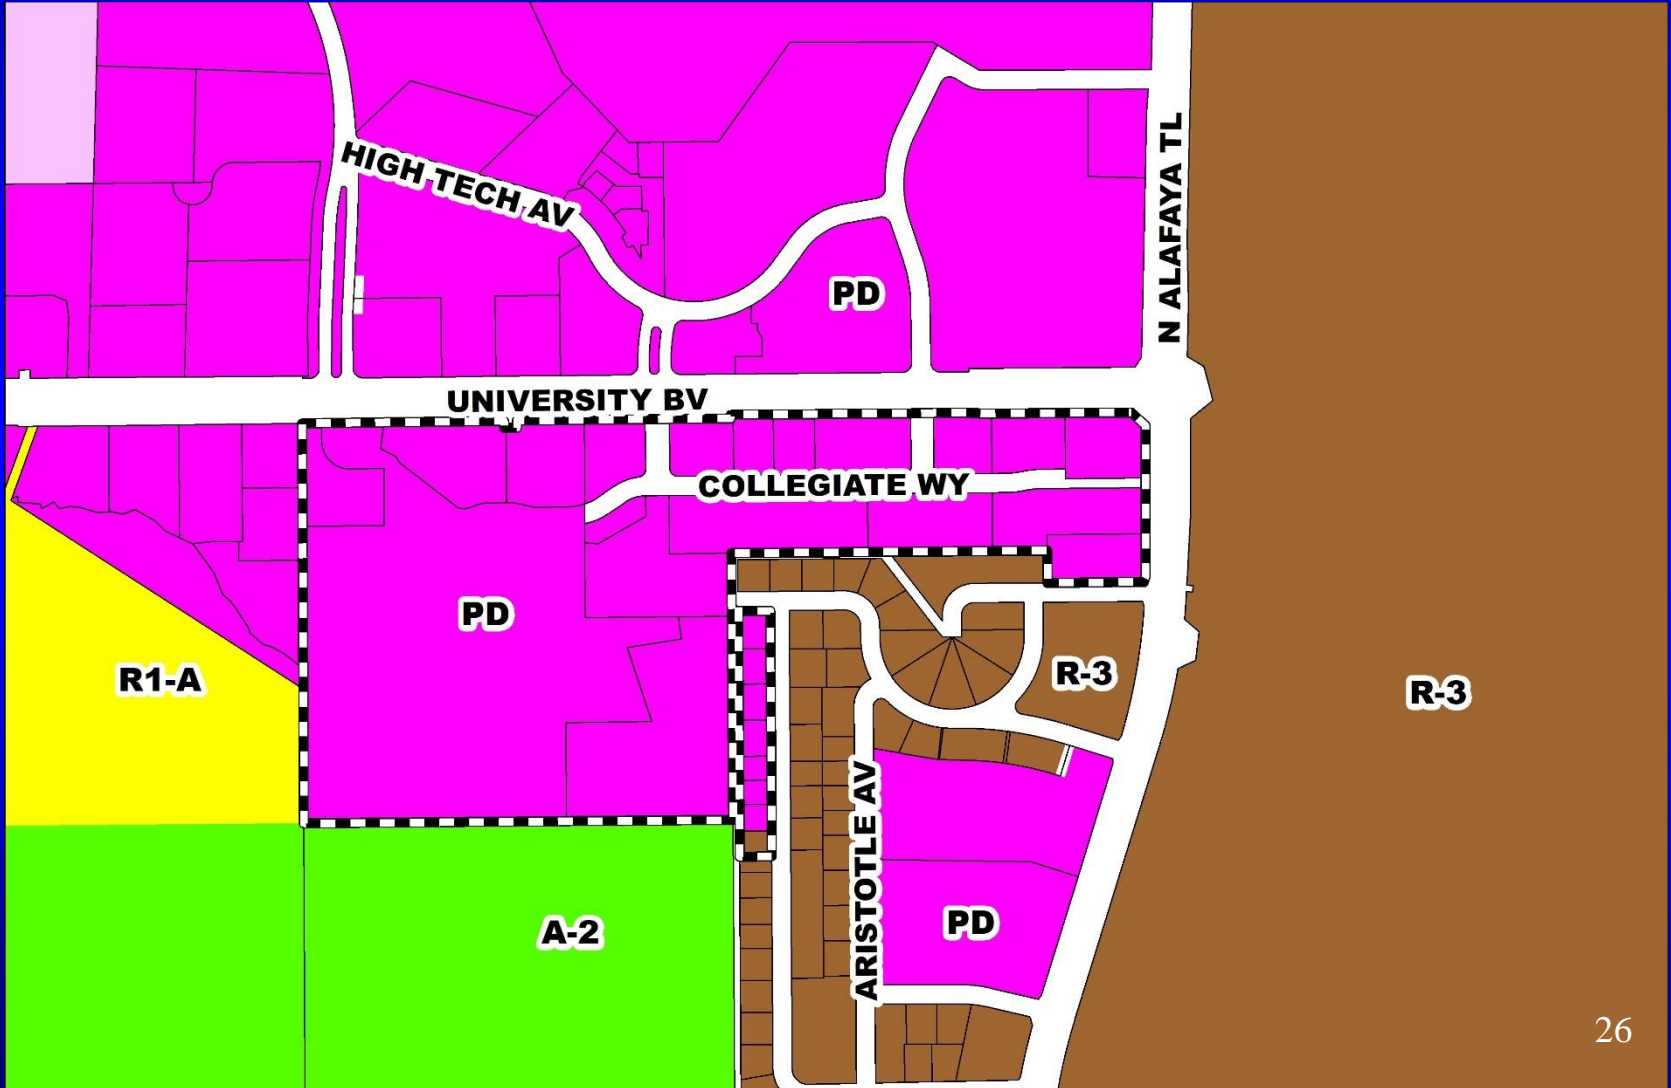 HIGH TECH AV
N ALAFAYA TL
PD
UNIVERSITY BV
COLLEGIATE WY
PD
R1-A
R-3
R-3
ARISTOTLE AV
A-2
PD
26